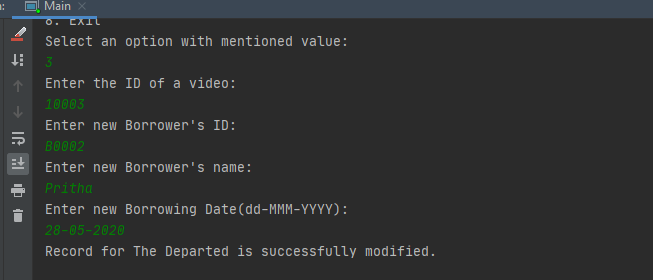 Main
8. Exit
Select an option with mentioned value:
3
Enter the ID of a video:
10003
Enter new Borrower's ID:
80002
Enter new Borrower's name:
Pritha
Enter new Borrowing Date(dd-MMM-YYYY):
28-05-2020
Record for The Departed is successfully modified.